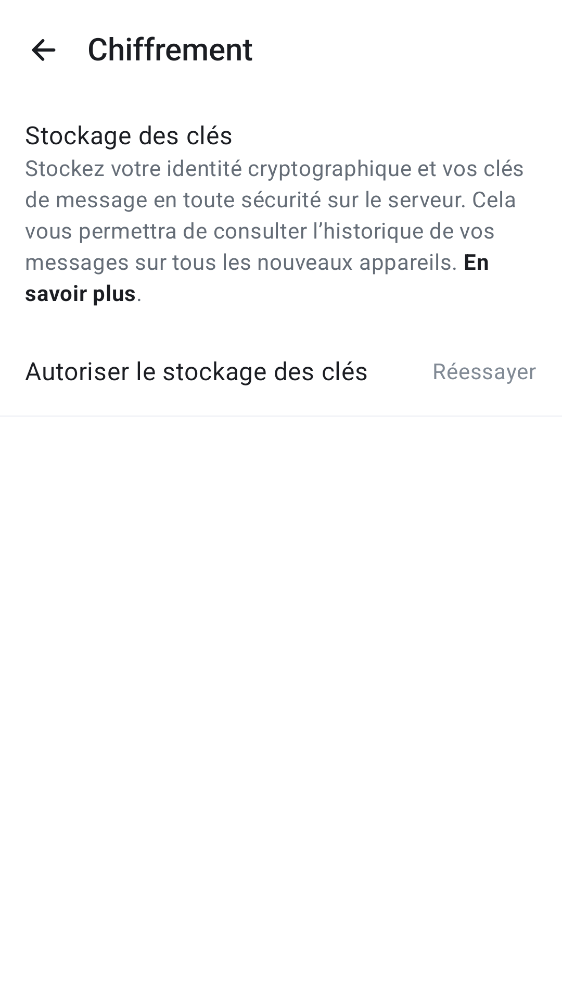 Chiffrement
Stockage des clés
Stockez votre identité cryptographique et vos clés
de message en toute sécurité sur le serveur. Cela
vous permettra de consulter l’historique de vos
messages sur tous les nouveaux appareils. En
savoir plus.
Autoriser le stockage des clés Réessayer